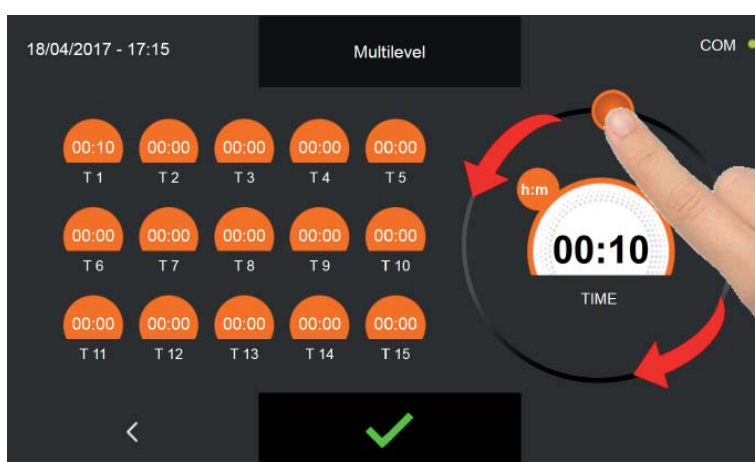 18/04/2017 - 17:15
Multilevel
COM
00:10 00:00 00:00 00:00 00:00
T 1 T 2 T 3 T 4 T 5
00:00 00:00 00:00 00:00 00:00
T 6 T 7 T 8 T 9 T 10
00:00 00:00 00:00 00:00 00:00
T 11 T 12 T 13 T 14 T 15
h:m
00:10
TIME